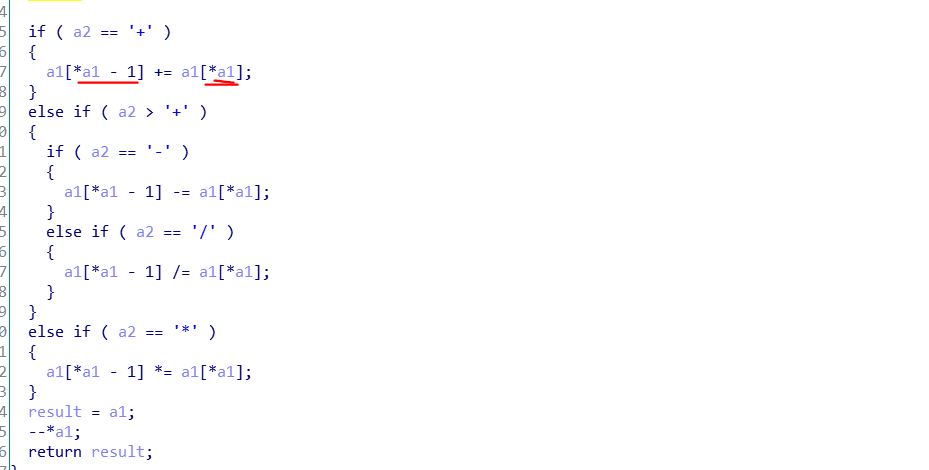 4
5 if ( a2 == '+' )
6 {
7 a1[*a1 - 1] += a1[*a1];
8 }
9 else if ( a2 > '+' )
0 {
1 if ( a2 == '-' )
2 {
3 a1[*a1 - 1] -= a1[*a1];
4 }
5 else if ( a2 == '/' )
6 {
7 a1[*a1 - 1] /= a1[*a1];
8 }
9 }
0 else if ( a2 == '*' )
1 {
2 a1[*a1 - 1] *= a1[*a1];
3 }
4 result = a1;
5 --*a1;
6 return result;